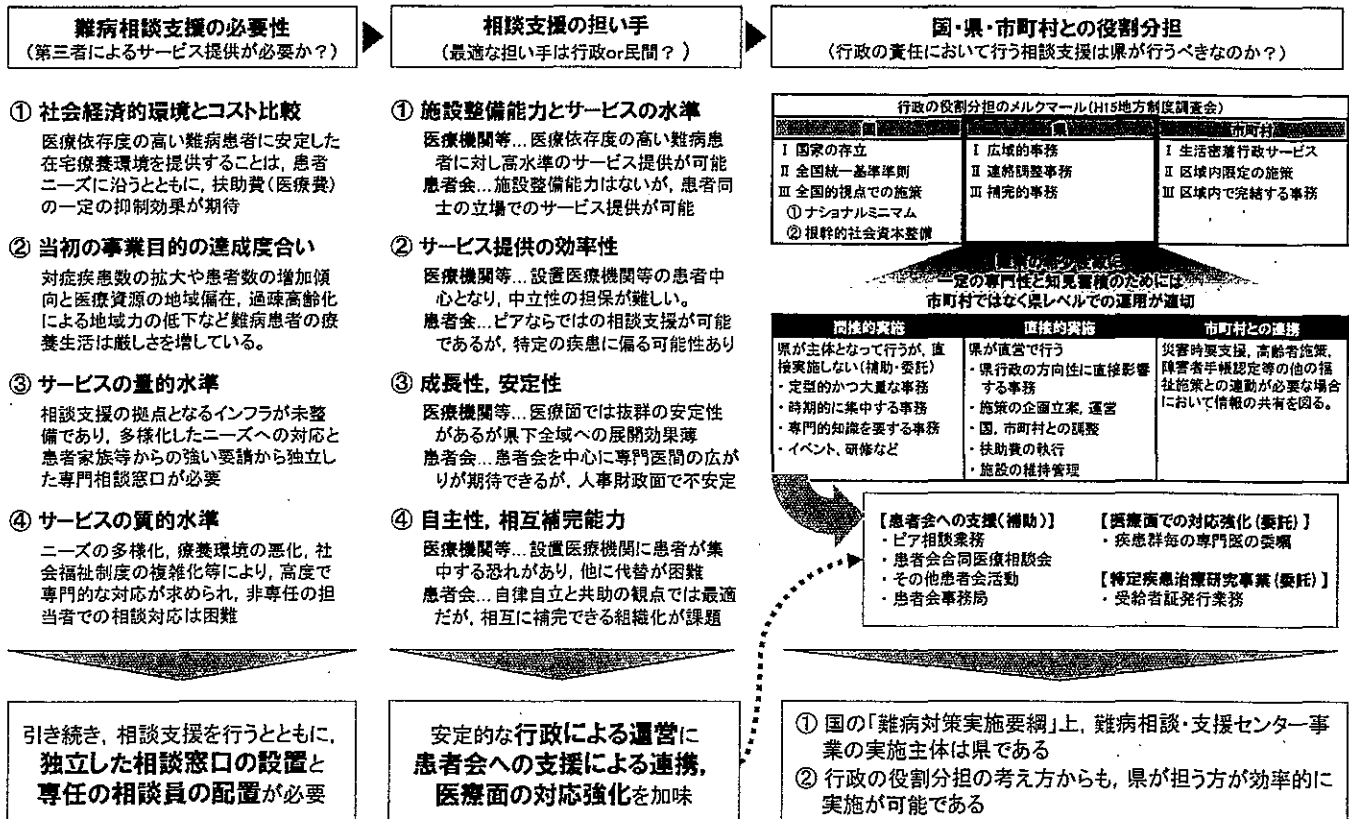 難病相談支援の必要性
(第三者によるサービス提供が必要か?)
① 社会経済的環境とコスト比較
医療依存度の高い難病患者に安定した
在宅療養環境を提供することは，患者
ニーズに沿うとともに，扶助費(医療費)
の一定の抑制効果が期待
② 当初の事業目的の達成度合い
対症疾患数の拡大や患者数の増加傾
向と医療資源の地域偏在，過疎高齢化
による地域力の低下など難病患者の療
養生活は厳しさを増している。
③ サービスの量的水準
相談支援の拠点となるインフラが未整
備であり，多様化したニーズへの対応と
患者家族等からの強い要請から独立し
た専門相談窓口が必要
④ サービスの質的水準
ニーズの多様化，療養環境の悪化，社
会福祉制度の複雑化等により，高度で
専門的な対応が求められ，非専任の担
当者での相談対応は困難
引き続き，相談支援を行うとともに，
独立した相談窓口の設置と
専任の相談員の配置が必要
相談支援の担い手
(最適な担い手は行政or民間?)
① 施設整備能力とサービスの水準
医療機関等…医療依存度の高い難病患
者に対し高水準のサービス提供が可能
患者会…施設整備能力はないが，患者同
士の立場でのサービス提供が可能
② サービス提供の効率性
医療機関等…設置医療機関等の患者中
心となり，中立性の担保が難しい。
患者会…ピアならではの相談支援が可能
であるが，特定の疾患に偏る可能性あり
③ 成長性，安定性
医療機関等…医療面では抜群の安定性
があるが県下全域への展開効果薄
患者会…患者会を中心に専門医間の広が
りが期待できるが，人事財政面で不安定
④ 自主性，相互補完能力
医療機関等…設置医療機関に患者が集
中する恐れがあり，他に代替が困難
患者会…自律自立と共助の観点では最適
だが，相互に補完できる組織化が課題
安定的な行政による運営に
患者会への支援による連携，
医療面の対応強化を加味
国・県・市町村との役割分担
(行政の責任において行う相談支援は県が行うべきなのか?)
行政の役割分担のメルクマール(H15地方制度調査会)
国
Ⅰ 国家の存立
Ⅱ 全国統一基準準則
Ⅲ 全国的視点での施策
① ナショナルミニマム
② 根幹的社会資本整備
県
Ⅰ 広域的事務
Ⅱ 連絡調整事務
Ⅲ 補完的事務
市町村
Ⅰ 生活密着行政サービス
Ⅱ 区域内限定の施策
Ⅲ 区域内で完結する事務
一定の専門性と知見蓄積のためには
市町村ではなく県レベルでの運用が適切
間接的実施
県が主体となって行うが，直
接実施しない(補助・委託)
・定型的かつ大量な事務
・時期的に集中する事務
・専門的知識を要する事務
・イベント，研修など
直接的実施
県が直営で行う
・県行政の方向性に直接影響
する事務
・施策の企画立案，運営
・国，市町村との調整
・扶助費の執行
・施設の維持管理
市町村との連携
災害時要支援，高齢者施策，
障害者手帳認定等の他の福
祉施策との連動が必要な場合
において情報の共有を図る。
【患者会への支援(補助)】
・ピア相談業務
・患者会合同医療相談会
・その他患者会活動
・患者会事務局
【医療面での対応強化(委託)】
・疾患群毎の専門医の委嘱
【特定疾患治療研究事業(委託)】
・受給者証発行業務
① 国の「難病対策実施要綱」上，難病相談・支援センター事
業の実施主体は県である
② 行政の役割分担の考え方からも，県が担う方が効率的に
実施が可能である